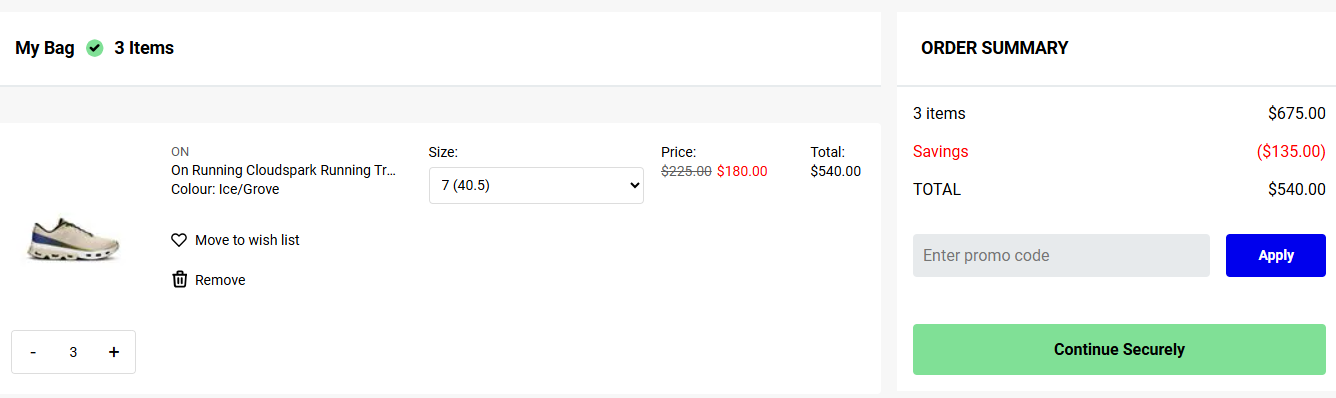 My Bag 3 Items
ON
On Running Cloudspark Running Tr...
Colour: Ice/Grove
Size:
7 (40.5)
Price:
$225.00 $180.00
Total:
$540.00
Move to wish list
Remove
- 3 +
ORDER SUMMARY
3 items $675.00
Savings ($135.00)
TOTAL $540.00
Enter promo code Apply
Continue Securely